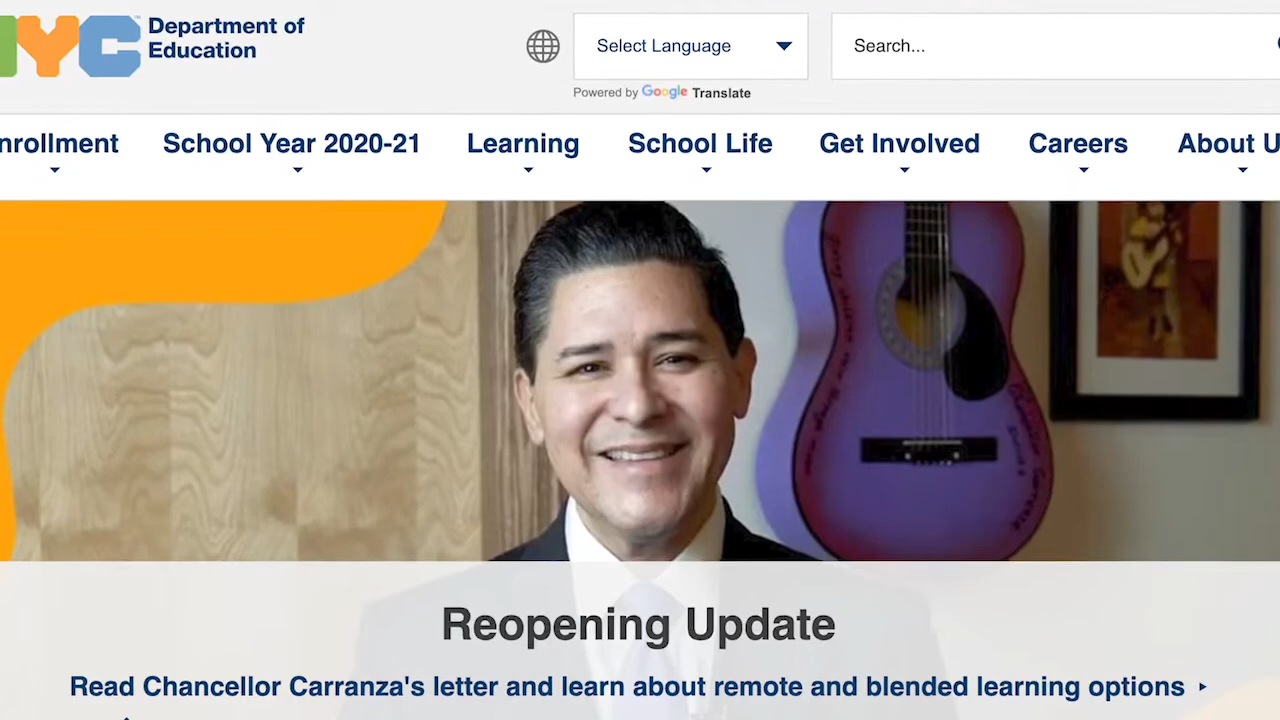 NYC Department of
Education
Select Language
Search...
Powered by Google Translate
nrollment School Year 2020-21 Learning School Life Get Involved Careers About U
Reopening Update
Read Chancellor Carranza's letter and learn about remote and blended learning options